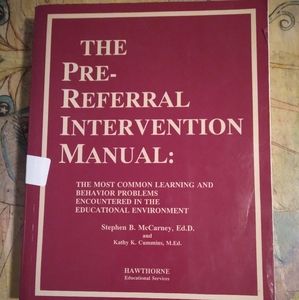 THE
PRE-
REFERRAL
INTERVENTION
MANUAL:
THE MOST COMMON LEARNING AND
BEHAVIOR PROBLEMS
ENCOUNTERED IN THE
EDUCATIONAL ENVIRONMENT
Stephen B. McCarney, Ed.D.
and
Kathy K. Cummins, M.Ed.
HAWTHORNE
Educational Services